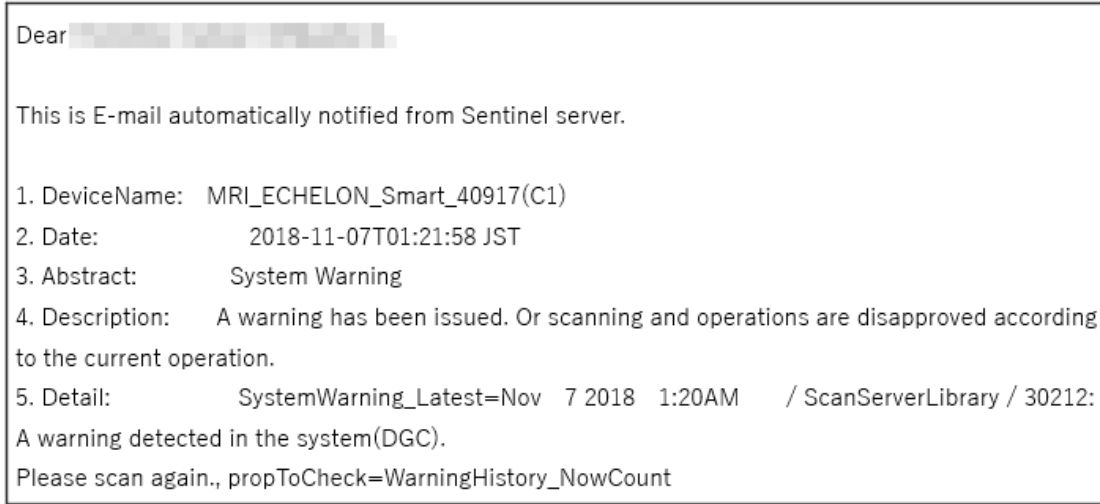 Dear
This is E-mail automatically notified from Sentinel server.
1. DeviceName: MRI_ECHELON_Smart_40917(C1)
2. Date: 2018-11-07T01:21:58 JST
3. Abstract: System Warning
4. Description: A warning has been issued. Or scanning and operations are disapproved according
to the current operation.
5. Detail: SystemWarning_Latest=Nov 7 2018 1:20AM / ScanServerLibrary / 30212:
A warning detected in the system(DGC).
Please scan again., propToCheck=WarningHistory_NowCount